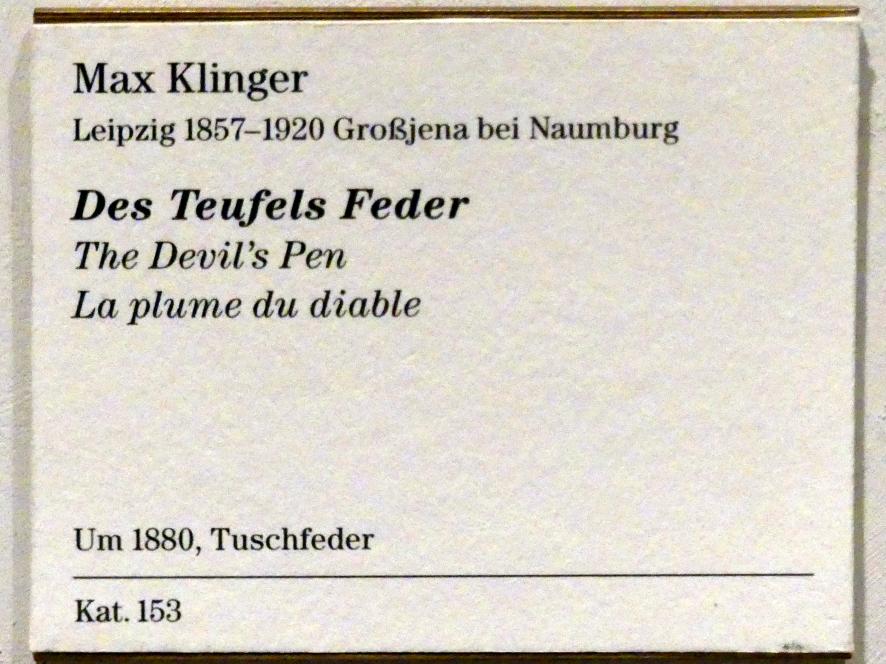 Max Klinger
Leipzig 1857–1920 Großjena bei Naumburg
Des Teufels Feder
The Devil's Pen
La plume du diable
Um 1880, Tuschfeder
Kat. 153